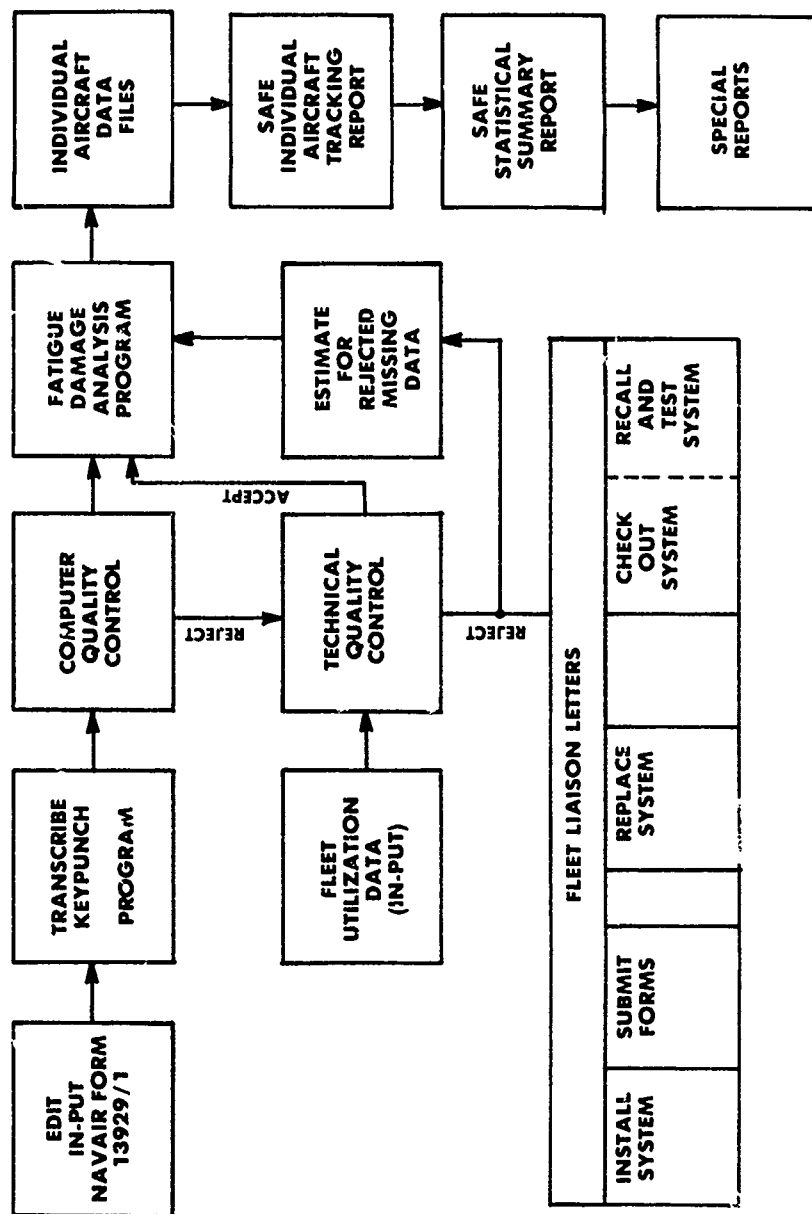 EDIT
IN-PUT
NAVAIR FORM
13929/1
TRANSCRIBE
KEYPUNCH
PROGRAM
COMPUTER
QUALITY
CONTROL
FATIGUE
DAMAGE
ANALYSIS
PROGRAM
INDIVIDUAL
AIRCRAFT
DATA
FILES
REJECT
ACCEPT
FLEET
UTILIZATION
DATA
(IN-PUT)
TECHNICAL
QUALITY
CONTROL
ESTIMATE
FOR
REJECTED
MISSING
DATA
SAFE
INDIVIDUAL
AIRCRAFT
TRACKING
REPORT
REJECT
SAFE
STATISTICAL
SUMMARY
REPORT
FLEET LIAISON LETTERS
INSTALL
SYSTEM
SUBMIT
FORMS
REPLACE
SYSTEM
CHECK
OUT
SYSTEM
RECALL
AND
TEST
SYSTEM
SPECIAL
REPORTS